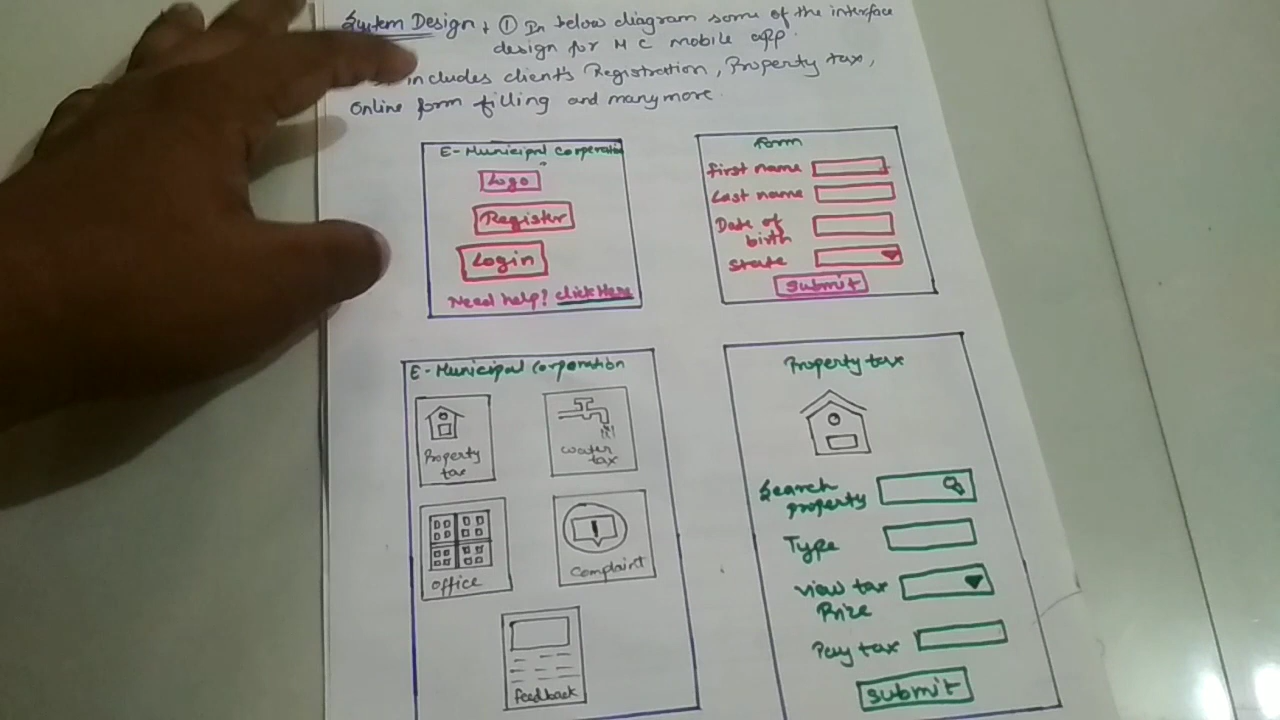 System Design ① In below diagram some of the interface
design for M C mobile app.
includes client's Registration, Property tax,
Online form filling and many more.
E-Municipal Corporation
Logo
Register
Login
Need help? click Here
Form
First name
Last name
Date of
birth
State
Submit
E-Municipal Corporation
Property
tax
Water
tax
Office
Complaint
Feedback
Property tax
Search
property
Type
View tax
Prize
Pay tax
Submit